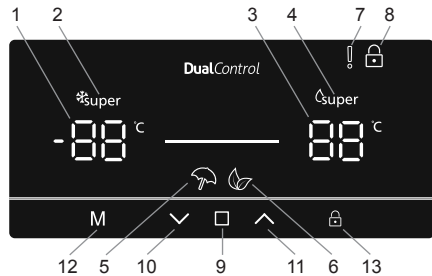 1 2 3 4 7 8
DualControl
super super
-88 °C 88 °C
M
12 5 10 9 11 6 13